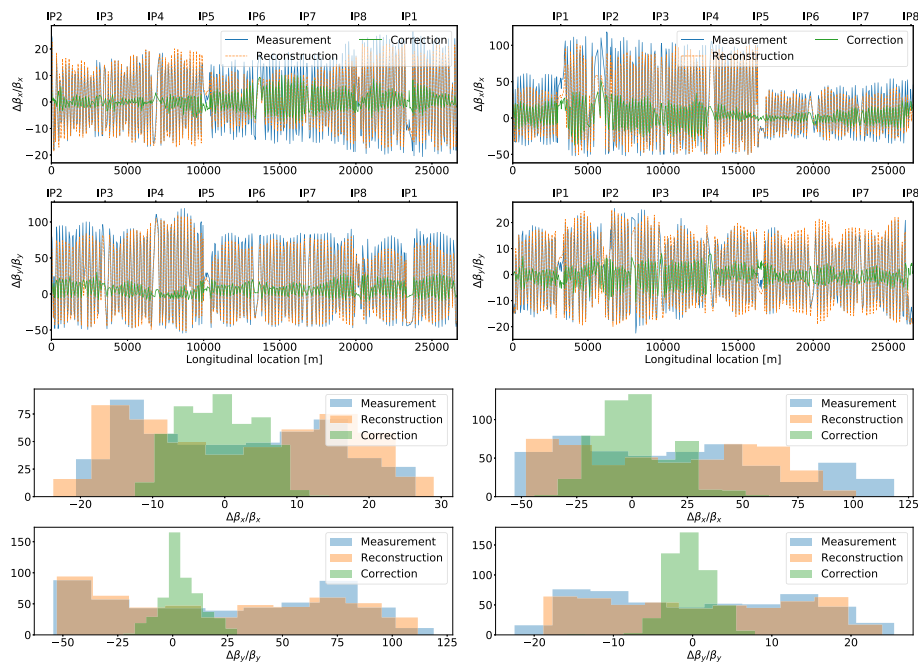 IP2 IP3 IP4 IP5 IP6 IP7 IP8 IP1
20
10
0
−10
−20
Δβx/βx
Measurement
Reconstruction
Correction
0 5000 10000 15000 20000 25000
IP1 IP2 IP3 IP4 IP5 IP6 IP7 IP8
100
50
0
−50
Δβx/βx
Measurement
Reconstruction
Correction
0 5000 10000 15000 20000 25000
IP2 IP3 IP4 IP5 IP6 IP7 IP8 IP1
100
50
0
−50
Δβy/βy
0 5000 10000 15000 20000 25000
Longitudinal location [m]
IP1 IP2 IP3 IP4 IP5 IP6 IP7 IP8
20
10
0
−10
−20
Δβy/βy
0 5000 10000 15000 20000 25000
Longitudinal location [m]
75
50
25
0
Measurement
Reconstruction
Correction
−20 −10 0 10 20 30
Δβx/βx
100
50
0
Measurement
Reconstruction
Correction
−50 −25 0 25 50 75 100 125
Δβx/βx
150
100
50
0
Measurement
Reconstruction
Correction
−50 −25 0 25 50 75 100 125
Δβy/βy
150
100
50
0
Measurement
Reconstruction
Correction
−20 −10 0 10 20
Δβy/βy